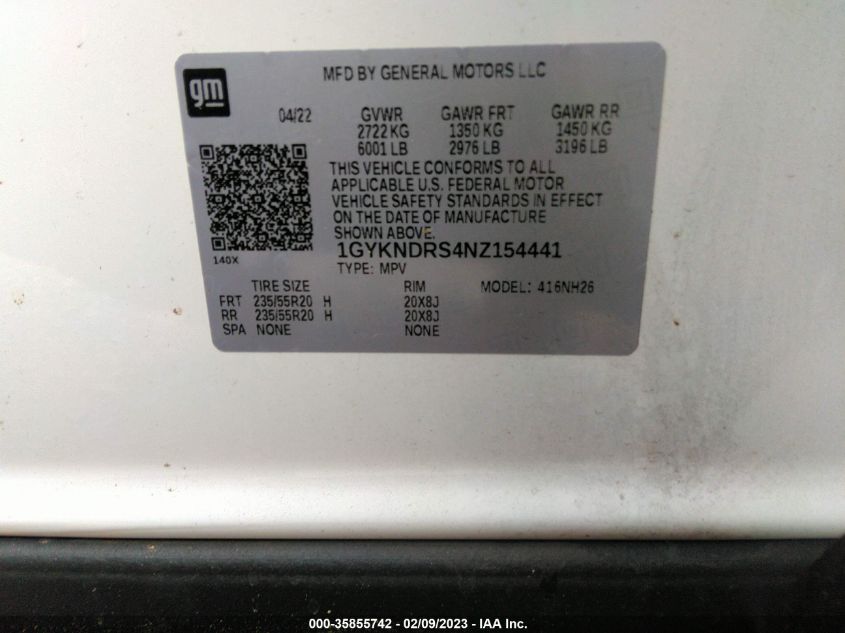 gm
MFD BY GENERAL MOTORS LLC
04/22 GVWR GAWR FRT GAWR RR
2722 KG 1350 KG 1450 KG
6001 LB 2976 LB 3196 LB
THIS VEHICLE CONFORMS TO ALL
APPLICABLE U.S. FEDERAL MOTOR
VEHICLE SAFETY STANDARDS IN EFFECT
ON THE DATE OF MANUFACTURE
SHOWN ABOVE.
140X
1GYKNDRS4NZ154441
TYPE: MPV
TIRE SIZE RIM MODEL: 416NH26
FRT 235/55R20 H 20X8J
RR 235/55R20 H 20X8J
SPA NONE NONE
000-35855742 - 02/09/2023 - IAA Inc.